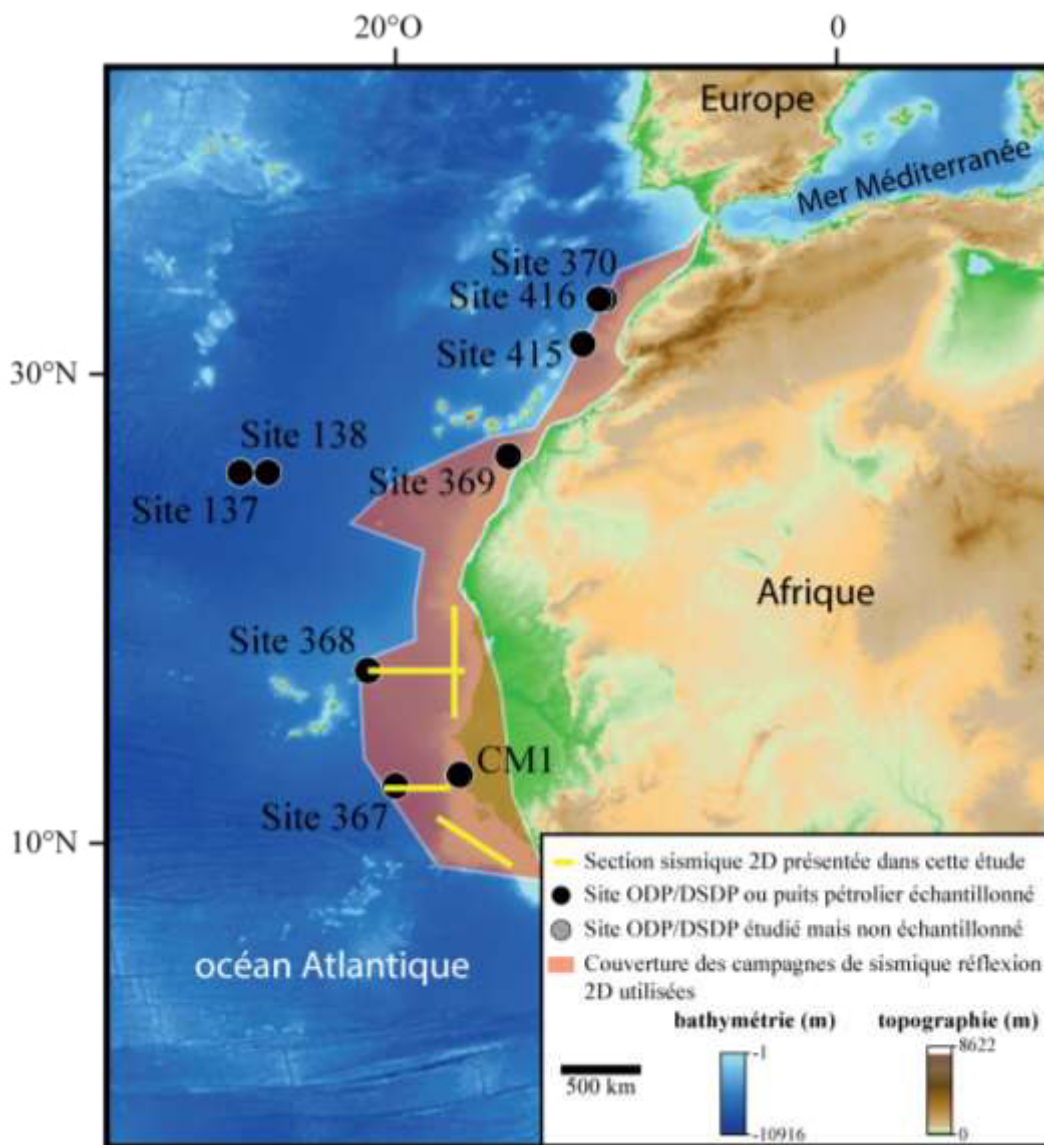 20°O
0
Europe
Mer Méditerranée
Site 370
Site 416
Site 415
30°N
Site 138
Site 369
Site 137
Afrique
Site 368
CM1
Site 367
10°N
océan Atlantique
Section sismique 2D présentée dans cette étude
Site ODP/DSDP ou puits pétrolier échantillonné
Site ODP/DSDP étudié mais non échantillonné
Couverture des campagnes de sismique réflexion
2D utilisées
bathymétrie (m)
topographie (m)
-1
8622
500 km
-10916
0